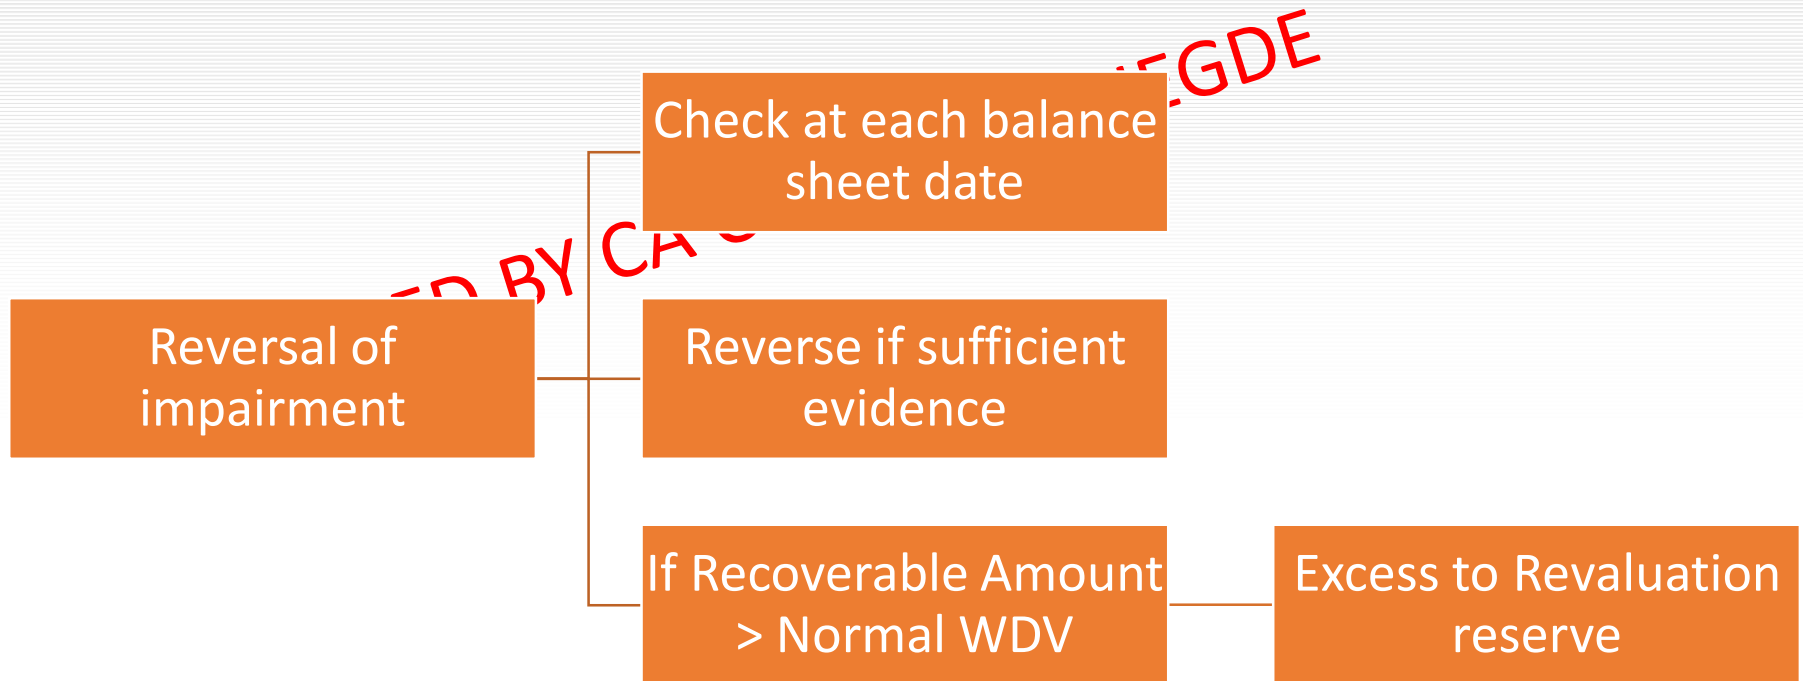 Reversal of
impairment
Check at each balance
sheet date
Reverse if sufficient
evidence
If Recoverable Amount
> Normal WDV
Excess to Revaluation
reserve
BY CA